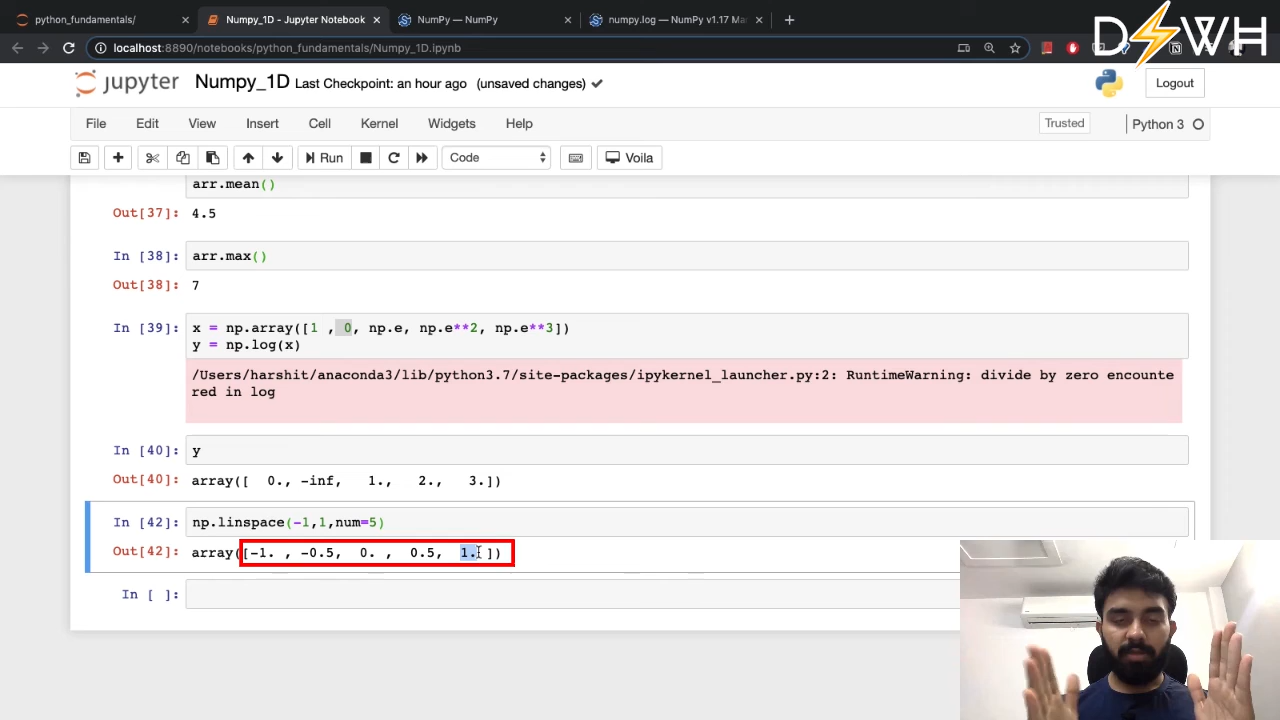 python_fundamentals/
Numpy_1D - Jupyter Notebook
NumPy — NumPy
numpy.log — NumPy v1.17 Ma
localhost:8890/notebooks/python_fundamentals/Numpy_1D.ipynb
D WH
jupyter Numpy_1D Last Checkpoint: an hour ago (unsaved changes)
Logout
File Edit View Insert Cell Kernel Widgets Help
Trusted
Python 3
Run
Code
Voila
arr.mean()
Out[37]: 4.5
In [38]: arr.max()
Out[38]: 7
In [39]: x = np.array([1 , 0, np.e, np.e**2, np.e**3])
y = np.log(x)
/Users/harshit/anaconda3/lib/python3.7/site-packages/ipykernel_launcher.py:2: RuntimeWarning: divide by zero encounte
red in log
In [40]: y
Out[40]: array([ 0., -inf, 1., 2., 3.])
In [42]: np.linspace(-1,1,num=5)
Out[42]: array([-1. , -0.5, 0. , 0.5, 1. ])
In [ ]: